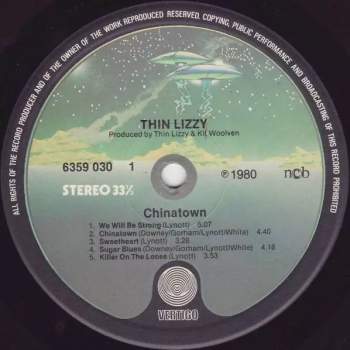 ALL RIGHTS OF THE RECORD PRODUCER AND OF THE OWNER OF THE WORK REPRODUCED RESERVED. COPYING, PUBLIC PERFORMANCE AND BROADCASTING OF THIS RECORD PROHIBITED
THIN LIZZY
Produced by Thin Lizzy & Kit Woolven
6359 030 1
℗ 1980 ncb
STEREO 33⅓
Chinatown
1. We Will Be Strong (Lynott) 5.07
2. Chinatown (Downey/Gorham/Lynott/White) 4.40
3. Sweetheart (Lynott) 3.28
4. Sugar Blues (Downey/Gorham/Lynott/White) 4.18
5. Killer On The Loose (Lynott) 3.53
VERTIGO